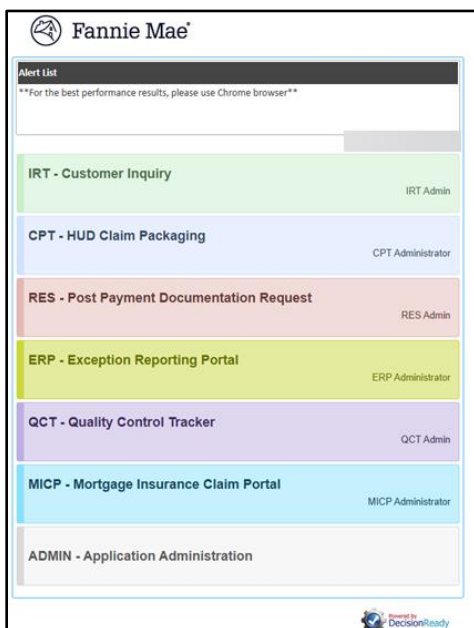 Fannie Mae®
Alert List
**For the best performance results, please use Chrome browser**
IRT - Customer Inquiry
IRT Admin
CPT - HUD Claim Packaging
CPT Administrator
RES - Post Payment Documentation Request
RES Admin
ERP - Exception Reporting Portal
ERP Administrator
QCT - Quality Control Tracker
QCT Admin
MICP - Mortgage Insurance Claim Portal
MICP Administrator
ADMIN - Application Administration
Powered by
DecisionReady